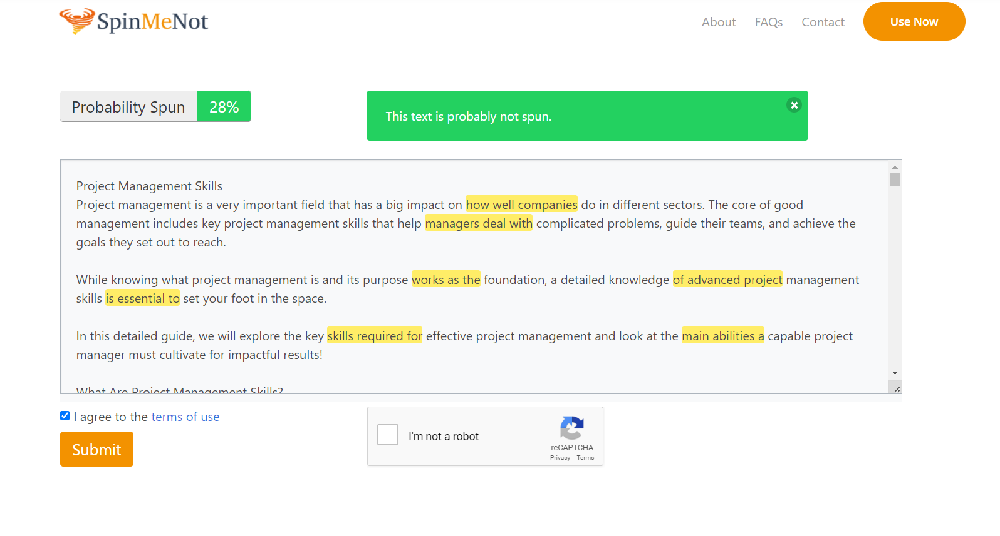 SpinMeNot
About FAQs Contact Use Now
Probability Spun 28%
This text is probably not spun.
Project Management Skills
Project management is a very important field that has a big impact on how well companies do in different sectors. The core of good
management includes key project management skills that help managers deal with complicated problems, guide their teams, and achieve the
goals they set out to reach.
While knowing what project management is and its purpose works as the foundation, a detailed knowledge of advanced project management
skills is essential to set your foot in the space.
In this detailed guide, we will explore the key skills required for effective project management and look at the main abilities a capable project
manager must cultivate for impactful results!
What Are Project Management Skills?
I agree to the terms of use
Submit
I'm not a robot
reCAPTCHA
Privacy - Terms